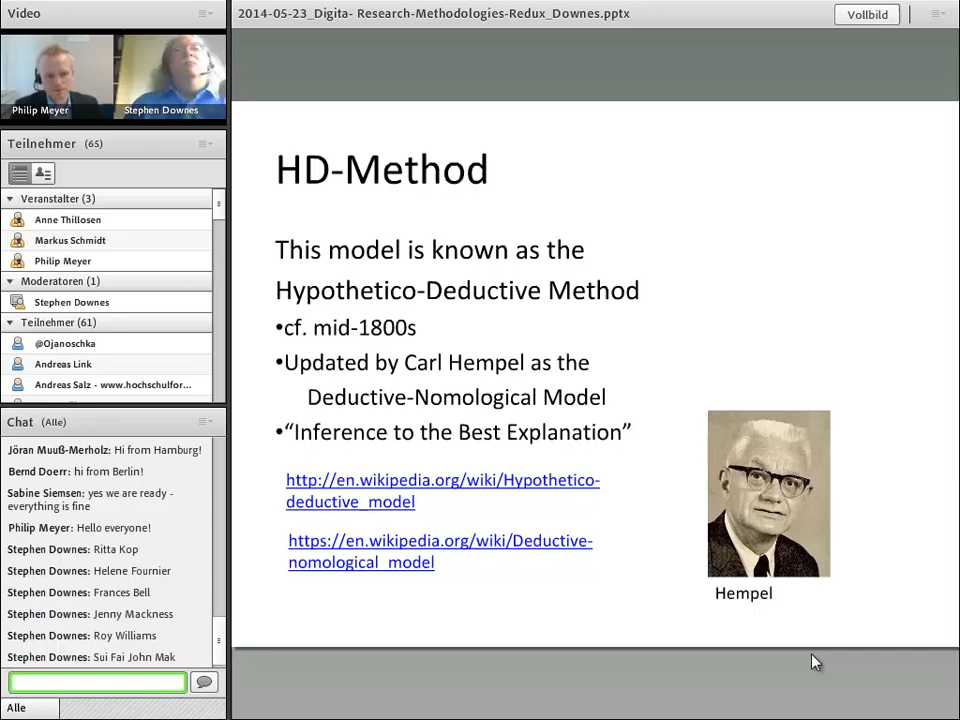 Video
Philip Meyer
Stephen Downes
Teilnehmer (65)
Veranstalter (3)
Anne Thillosen
Markus Schmidt
Philip Meyer
Moderatoren (1)
Stephen Downes
Teilnehmer (61)
@Ojanoschka
Andreas Link
Andreas Salz - www.hochschulfor...
Chat (Alle)
Jöran Muuß-Merholz: Hi from Hamburg!
Bernd Doerr: hi from Berlin!
Sabine Siemsen: yes we are ready -
everything is fine
Philip Meyer: Hello everyone!
Stephen Downes: Ritta Kop
Stephen Downes: Helene Fournier
Stephen Downes: Frances Bell
Stephen Downes: Jenny Mackness
Stephen Downes: Roy Williams
Stephen Downes: Sui Fai John Mak
Alle
2014-05-23_Digita- Research-Methodologies-Redux_Downes.pptx
Vollbild
HD-Method
This model is known as the
Hypothetico-Deductive Method
•cf. mid-1800s
•Updated by Carl Hempel as the
Deductive-Nomological Model
•“Inference to the Best Explanation”
http://en.wikipedia.org/wiki/Hypothetico-
deductive_model
https://en.wikipedia.org/wiki/Deductive-
nomological_model
Hempel